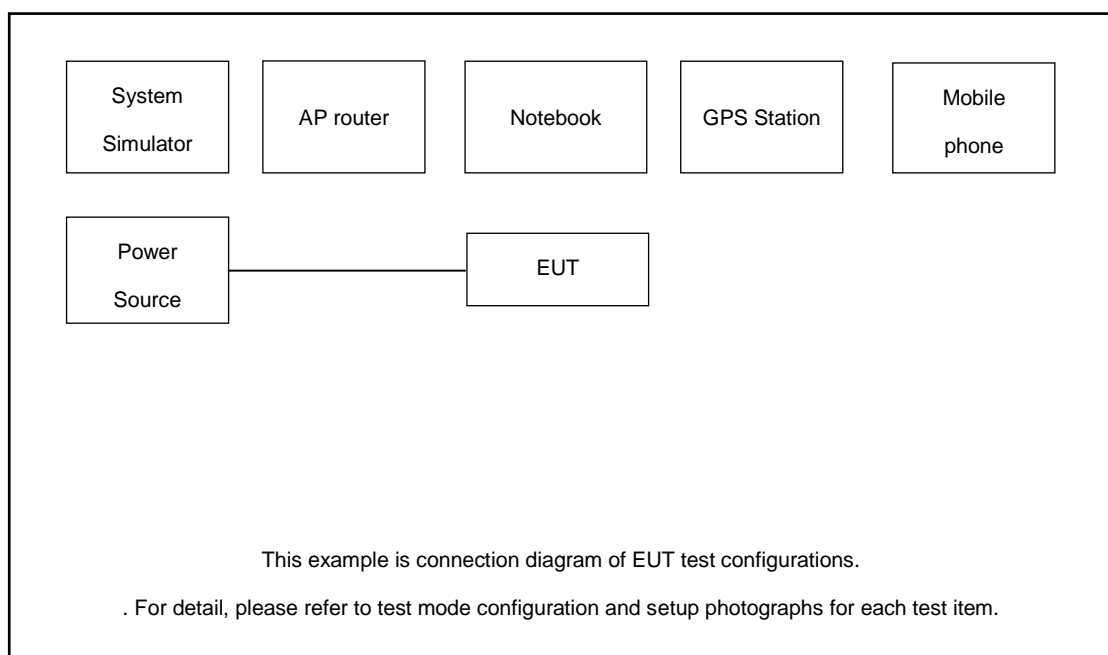 System
Simulator
AP router
Notebook
GPS Station
Mobile
phone
Power
Source
EUT
This example is connection diagram of EUT test configurations.
. For detail, please refer to test mode configuration and setup photographs for each test item.